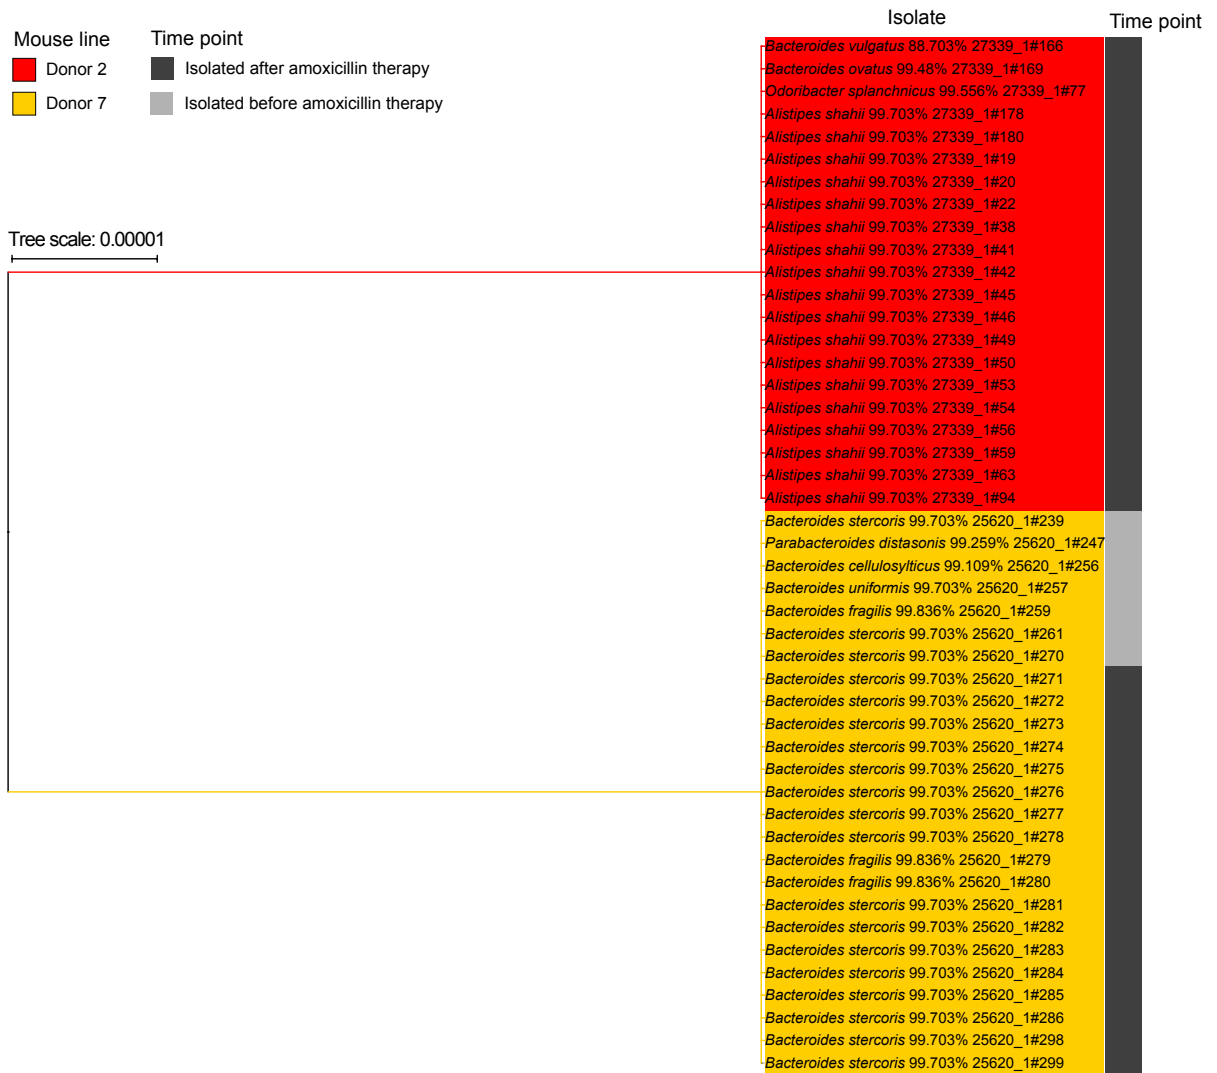 Mouse line
Time point
Donor 2
Isolated after amoxicillin therapy
Donor 7
Isolated before amoxicillin therapy
Tree scale: 0.00001
Isolate
Time point
Bacteroides vulgatus 88.703% 27339_1#166
Bacteroides ovatus 99.48% 27339_1#169
Odoribacter splanchnicus 99.556% 27339_1#77
Alistipes shahii 99.703% 27339_1#178
Alistipes shahii 99.703% 27339_1#180
Alistipes shahii 99.703% 27339_1#19
Alistipes shahii 99.703% 27339_1#20
Alistipes shahii 99.703% 27339_1#22
Alistipes shahii 99.703% 27339_1#38
Alistipes shahii 99.703% 27339_1#41
Alistipes shahii 99.703% 27339_1#42
Alistipes shahii 99.703% 27339_1#45
Alistipes shahii 99.703% 27339_1#46
Alistipes shahii 99.703% 27339_1#49
Alistipes shahii 99.703% 27339_1#50
Alistipes shahii 99.703% 27339_1#53
Alistipes shahii 99.703% 27339_1#54
Alistipes shahii 99.703% 27339_1#56
Alistipes shahii 99.703% 27339_1#59
Alistipes shahii 99.703% 27339_1#63
Alistipes shahii 99.703% 27339_1#94
Bacteroides stercoris 99.703% 25620_1#239
Parabacteroides distasonis 99.259% 25620_1#247
Bacteroides cellulosylticus 99.109% 25620_1#256
Bacteroides uniformis 99.703% 25620_1#257
Bacteroides fragilis 99.836% 25620_1#259
Bacteroides stercoris 99.703% 25620_1#261
Bacteroides stercoris 99.703% 25620_1#270
Bacteroides stercoris 99.703% 25620_1#271
Bacteroides stercoris 99.703% 25620_1#272
Bacteroides stercoris 99.703% 25620_1#273
Bacteroides stercoris 99.703% 25620_1#274
Bacteroides stercoris 99.703% 25620_1#275
Bacteroides stercoris 99.703% 25620_1#276
Bacteroides stercoris 99.703% 25620_1#277
Bacteroides stercoris 99.703% 25620_1#278
Bacteroides fragilis 99.836% 25620_1#279
Bacteroides fragilis 99.836% 25620_1#280
Bacteroides stercoris 99.703% 25620_1#281
Bacteroides stercoris 99.703% 25620_1#282
Bacteroides stercoris 99.703% 25620_1#283
Bacteroides stercoris 99.703% 25620_1#284
Bacteroides stercoris 99.703% 25620_1#285
Bacteroides stercoris 99.703% 25620_1#286
Bacteroides stercoris 99.703% 25620_1#298
Bacteroides stercoris 99.703% 25620_1#299